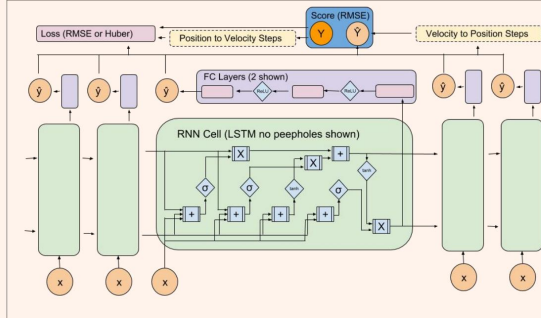 Score (RMSE)
Loss (RMSE or Huber)
Position to Velocity Steps
Y
Ŷ
Velocity to Position Steps
FC Layers (2 shown)
ŷ
ŷ
ŷ
ReLU
ReLU
ŷ
ŷ
RNN Cell (LSTM no peepholes shown)
X
+
X
tanh
σ
σ
tanh
σ
+
+
+
+
X
x
x
x
x
x